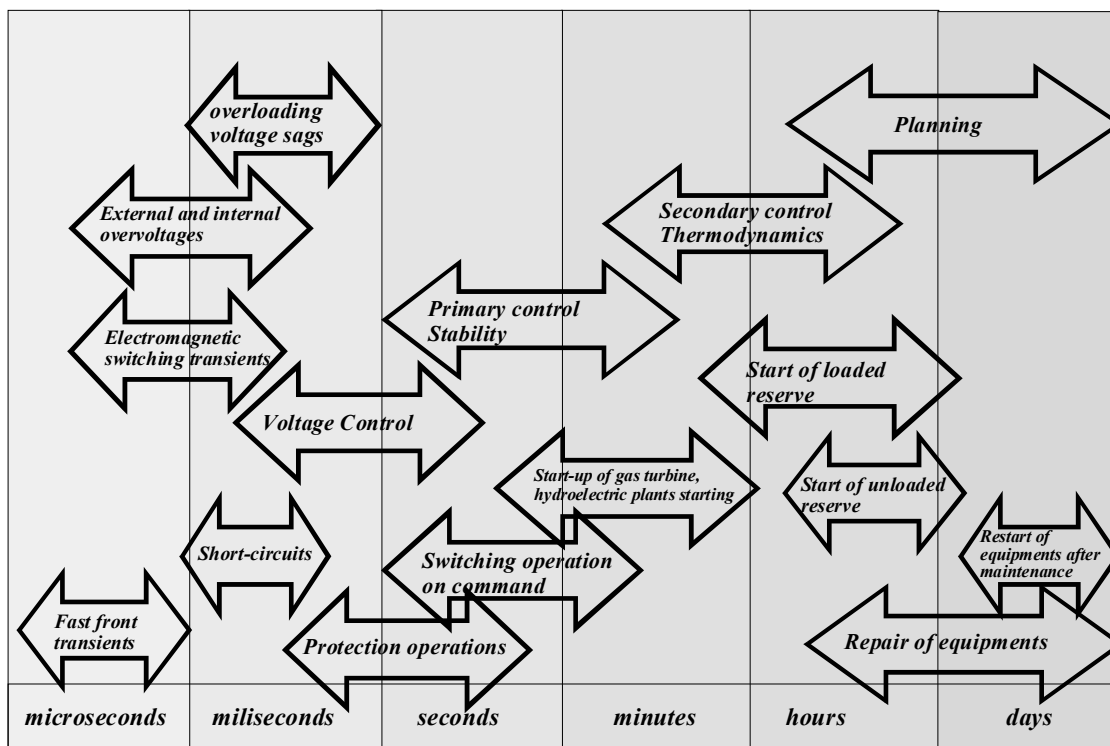 overloading
voltage sags
Planning
External and internal
overvoltages
Secondary control
Thermodynamics
Primary control
Stability
Electromagnetic
switching transients
Start of loaded
reserve
Voltage Control
Start-up of gas turbine,
hydroelectric plants starting
Start of unloaded
reserve
Short-circuits
Switching operation
on command
Restart of
equipments after
maintenance
Fast front
transients
Protection operations
Repair of equipments
microseconds
miliseconds
seconds
minutes
hours
days